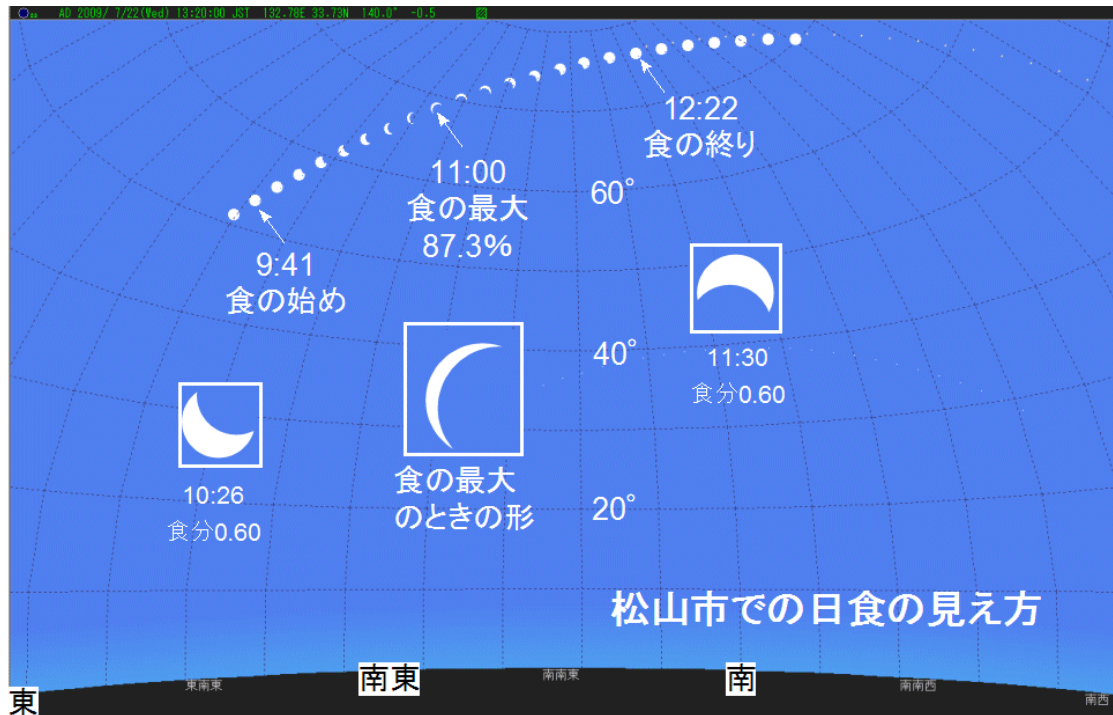 AD 2009/ 7/22(Wed) 13:20:00 JST 132.78E 33.73N 140.0° -0.5
12:22
食の終り
11:00
食の最大
87.3%
60°
9:41
食の始め
40°
11:30
食分0.60
食の最大
のときの形
10:26
食分0.60
20°
松山市での日食の見え方
東
東南東
南東
南南東
南
南南西
南西